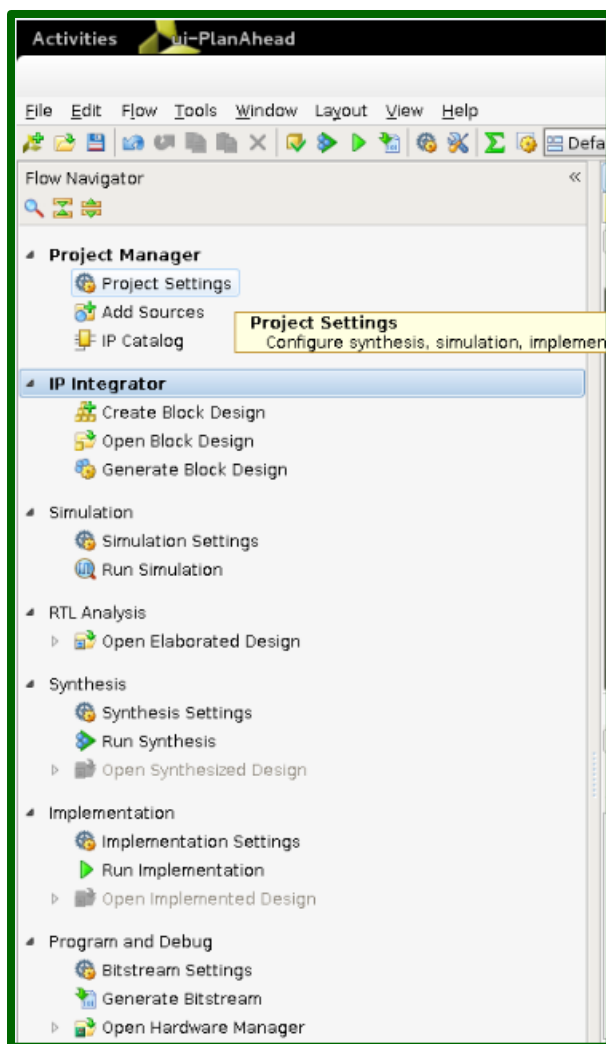 Activities ui-PlanAhead
File Edit Flow Tools Window Layout View Help
Defa
Flow Navigator
Project Manager
Project Settings
Add Sources
Project Settings
IP Catalog
Configure synthesis, simulation, implemen
IP Integrator
Create Block Design
Open Block Design
Generate Block Design
Simulation
Simulation Settings
Run Simulation
RTL Analysis
Open Elaborated Design
Synthesis
Synthesis Settings
Run Synthesis
Open Synthesized Design
Implementation
Implementation Settings
Run Implementation
Open Implemented Design
Program and Debug
Bitstream Settings
Generate Bitstream
Open Hardware Manager